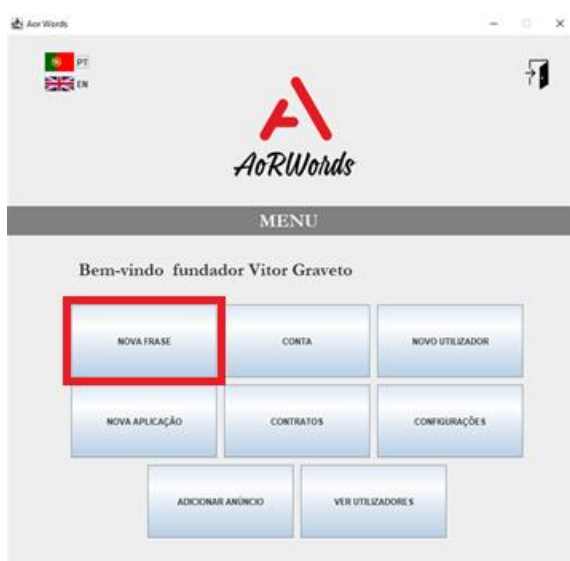 Aor Words
PT
EN
AoRWords
MENU
Bem-vindo fundador Vitor Graveto
NOVA FRASE
CONTA
NOVO UTILIZADOR
NOVA APLICAÇÃO
CONTRATOS
CONFIGURAÇÕES
ADICIONAR ANÚNCIO
VER UTILIZADORES